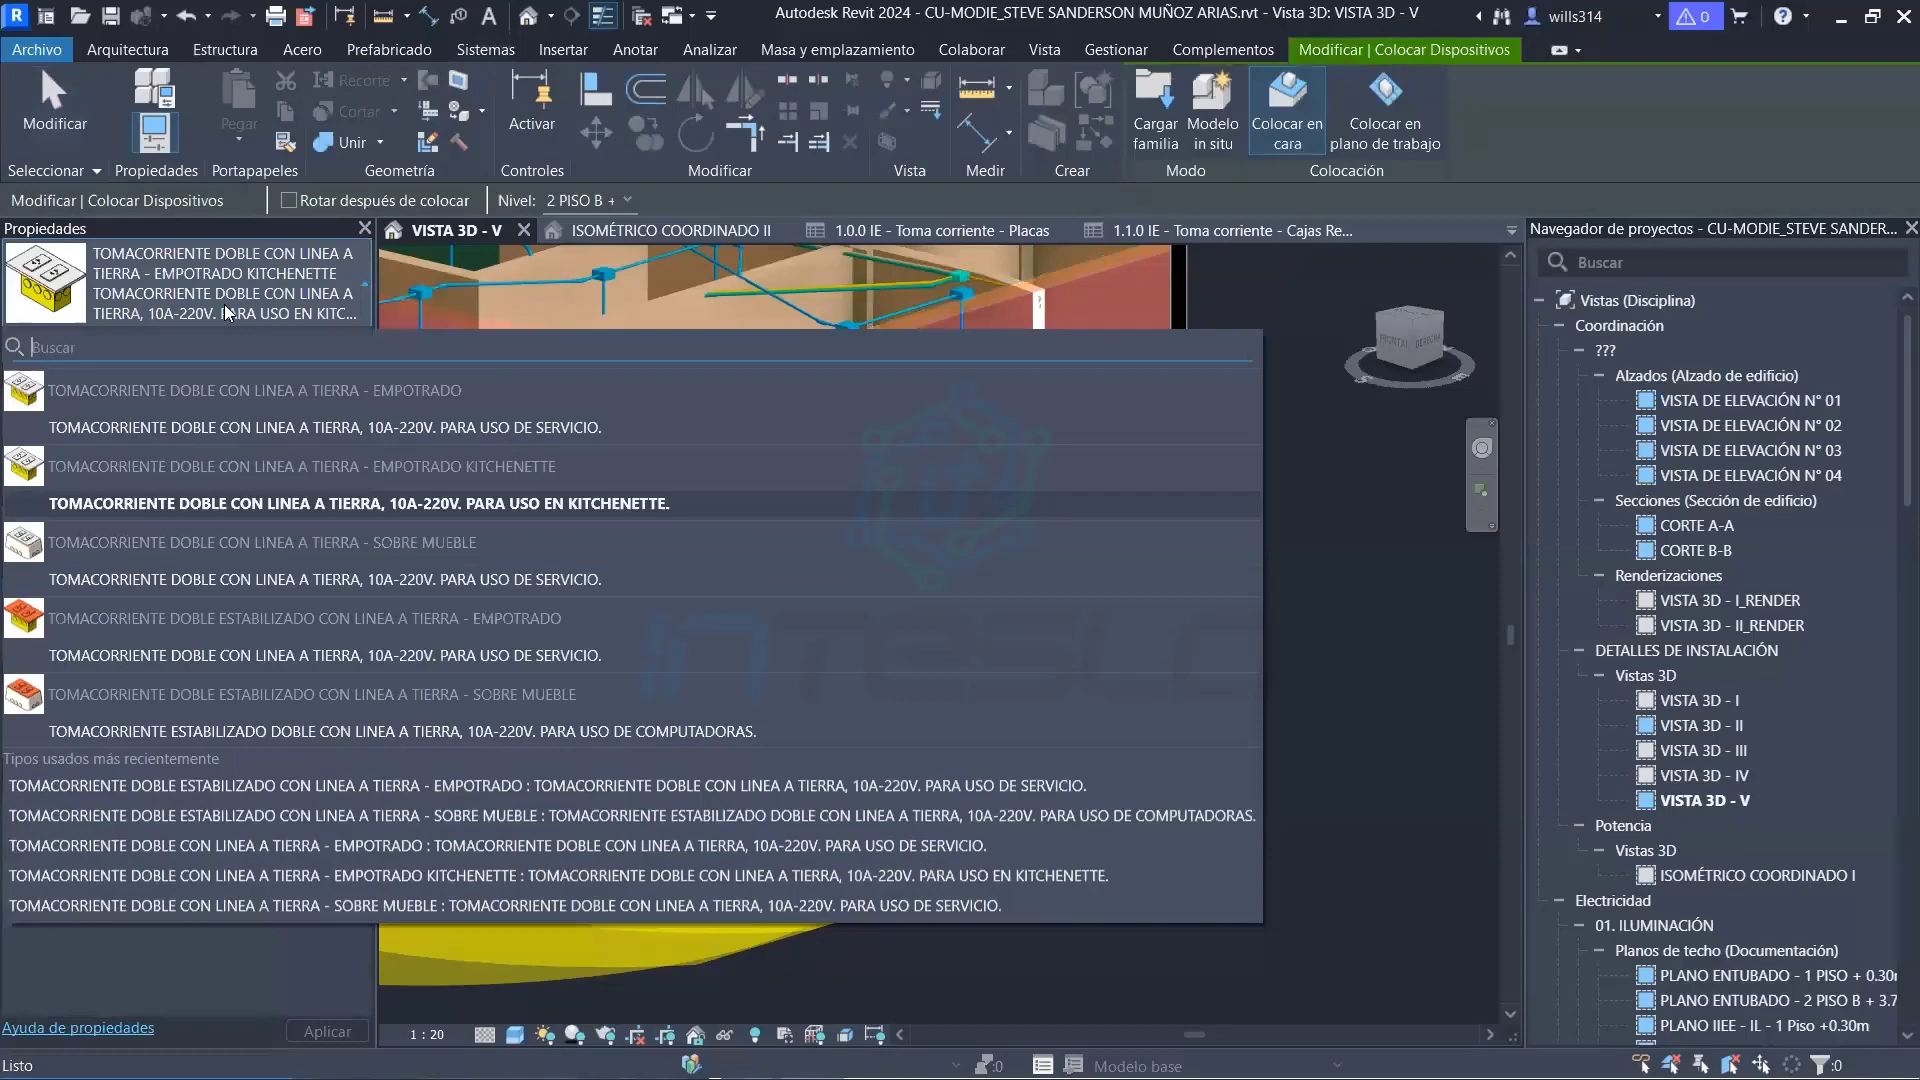 Autodesk Revit 2024 - CU-MODIE_STEVE SANDERSON MUÑOZ ARIAS.rvt - Vista 3D: VISTA 3D - V
wills314
0
Archivo Arquitectura Estructura Acero Prefabricado Sistemas Insertar Anotar Analizar Masa y emplazamiento Colaborar Vista Gestionar Complementos Modificar | Colocar Dispositivos
Modificar
Pegar
Recorte
Cortar
Unir
Activar
Cargar familia
Modelo in situ
Colocar en cara
Colocar en plano de trabajo
Seleccionar Propiedades Portapapeles Geometría Controles Modificar Vista Medir Crear Modo Colocación
Modificar | Colocar Dispositivos
Rotar después de colocar
Nivel: 2 PISO B +
Propiedades
TOMACORRIENTE DOBLE CON LINEA A
TIERRA - EMPOTRADO KITCHENETTE
TOMACORRIENTE DOBLE CON LINEA A
TIERRA, 10A-220V. PARA USO EN KITC...
VISTA 3D - V
ISOMÉTRICO COORDINADO II
1.0.0 IE - Toma corriente - Placas
1.1.0 IE - Toma corriente - Cajas Re...
FRONTAL DERECHA
Buscar
TOMACORRIENTE DOBLE CON LINEA A TIERRA - EMPOTRADO
TOMACORRIENTE DOBLE CON LINEA A TIERRA, 10A-220V. PARA USO DE SERVICIO.
TOMACORRIENTE DOBLE CON LINEA A TIERRA - EMPOTRADO KITCHENETTE
TOMACORRIENTE DOBLE CON LINEA A TIERRA, 10A-220V. PARA USO EN KITCHENETTE.
TOMACORRIENTE DOBLE CON LINEA A TIERRA - SOBRE MUEBLE
TOMACORRIENTE DOBLE CON LINEA A TIERRA, 10A-220V. PARA USO DE SERVICIO.
TOMACORRIENTE DOBLE ESTABILIZADO CON LINEA A TIERRA - EMPOTRADO
TOMACORRIENTE DOBLE CON LINEA A TIERRA, 10A-220V. PARA USO DE SERVICIO.
TOMACORRIENTE DOBLE ESTABILIZADO CON LINEA A TIERRA - SOBRE MUEBLE
TOMACORRIENTE ESTABILIZADO DOBLE CON LINEA A TIERRA, 10A-220V. PARA USO DE COMPUTADORAS.
Tipos usados más recientemente
TOMACORRIENTE DOBLE ESTABILIZADO CON LINEA A TIERRA - EMPOTRADO : TOMACORRIENTE DOBLE CON LINEA A TIERRA, 10A-220V. PARA USO DE SERVICIO.
TOMACORRIENTE DOBLE ESTABILIZADO CON LINEA A TIERRA - SOBRE MUEBLE : TOMACORRIENTE ESTABILIZADO DOBLE CON LINEA A TIERRA, 10A-220V. PARA USO DE COMPUTADORAS.
TOMACORRIENTE DOBLE CON LINEA A TIERRA - EMPOTRADO : TOMACORRIENTE DOBLE CON LINEA A TIERRA, 10A-220V. PARA USO DE SERVICIO.
TOMACORRIENTE DOBLE CON LINEA A TIERRA - EMPOTRADO KITCHENETTE : TOMACORRIENTE DOBLE CON LINEA A TIERRA, 10A-220V. PARA USO EN KITCHENETTE.
TOMACORRIENTE DOBLE CON LINEA A TIERRA - SOBRE MUEBLE : TOMACORRIENTE DOBLE CON LINEA A TIERRA, 10A-220V. PARA USO DE SERVICIO.
Ayuda de propiedades
Aplicar
1 : 20
Listo
:0
Modelo base
:0
Navegador de proyectos - CU-MODIE_STEVE SANDER...
Buscar
Vistas (Disciplina)
Coordinación
???
Alzados (Alzado de edificio)
VISTA DE ELEVACIÓN N° 01
VISTA DE ELEVACIÓN N° 02
VISTA DE ELEVACIÓN N° 03
VISTA DE ELEVACIÓN N° 04
Secciones (Sección de edificio)
CORTE A-A
CORTE B-B
Renderizaciones
VISTA 3D - I_RENDER
VISTA 3D - II_RENDER
DETALLES DE INSTALACIÓN
Vistas 3D
VISTA 3D - I
VISTA 3D - II
VISTA 3D - III
VISTA 3D - IV
VISTA 3D - V
Potencia
Vistas 3D
ISOMÉTRICO COORDINADO I
Electricidad
01. ILUMINACIÓN
Planos de techo (Documentación)
PLANO ENTUBADO - 1 PISO + 0.30
PLANO ENTUBADO - 2 PISO B + 3.7
PLANO IIEE - IL - 1 Piso +0.30m